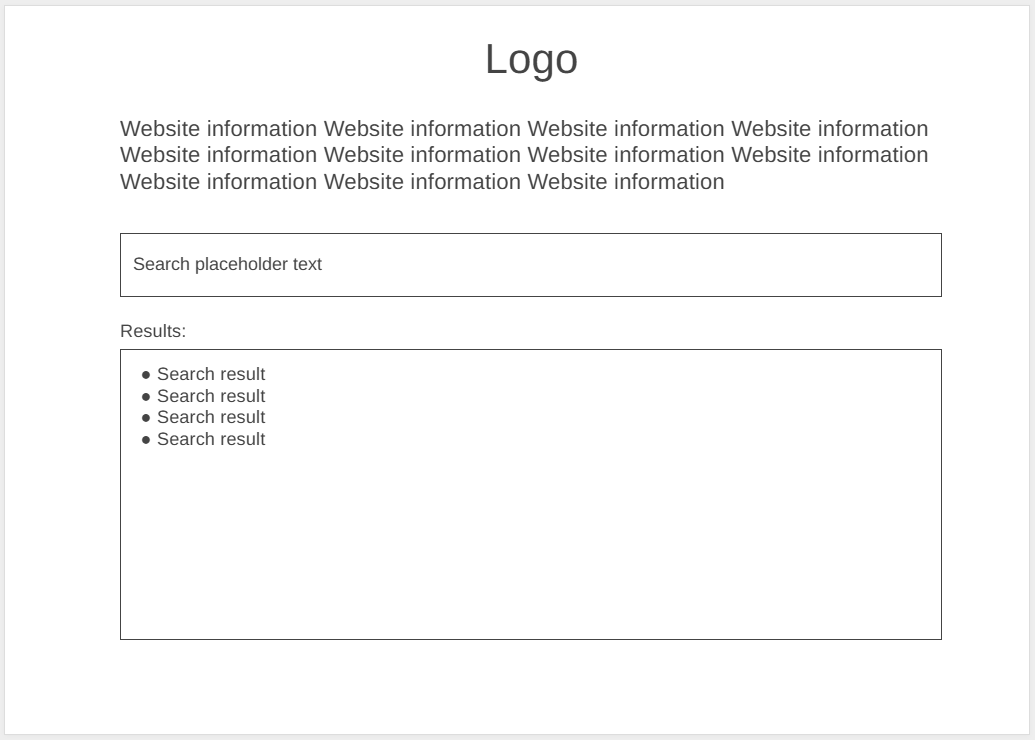 Logo
Website information Website information Website information Website information
Website information Website information Website information Website information
Website information Website information Website information
Search placeholder text
Results:
● Search result
● Search result
● Search result
● Search result